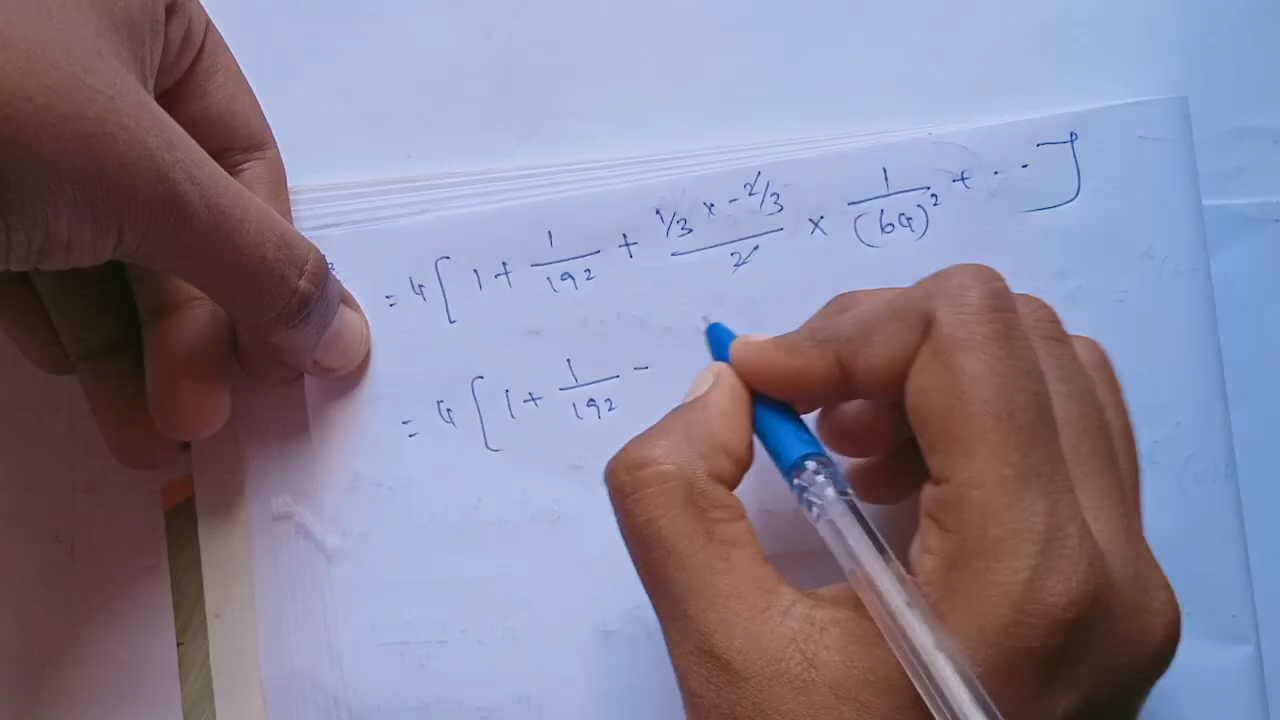 = 4 [ 1 + 1/192 + (1/3 × -2/3)/2 × 1/(64)² + ... ]
= 4 [ 1 + 1/192 -